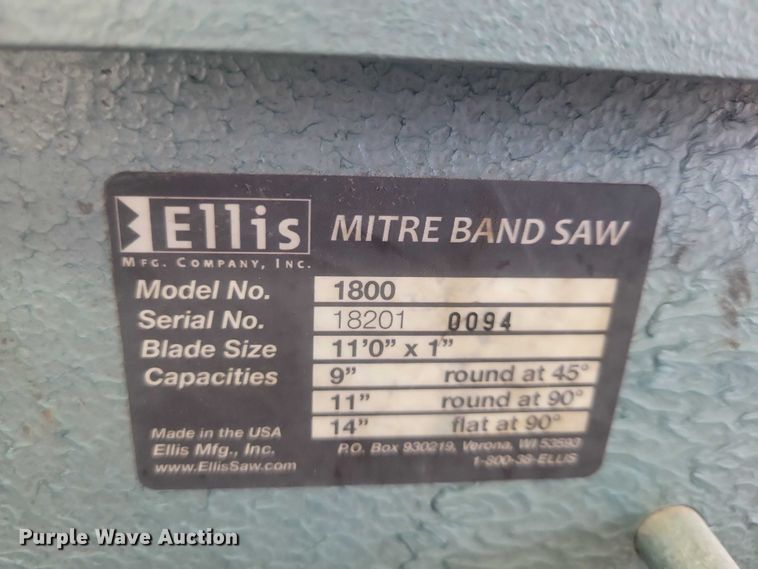 Ellis MITRE BAND SAW
MFG. COMPANY, INC.
Model No. 1800
Serial No. 18201 0094
Blade Size 11'0" x 1"
Capacities 9" round at 45°
11" round at 90°
14" flat at 90°
Made in the USA
Ellis Mfg., Inc.
www.EllisSaw.com
P.O. Box 930219, Verona, WI 53593
1-800-38-ELLIS
Purple Wave Auction